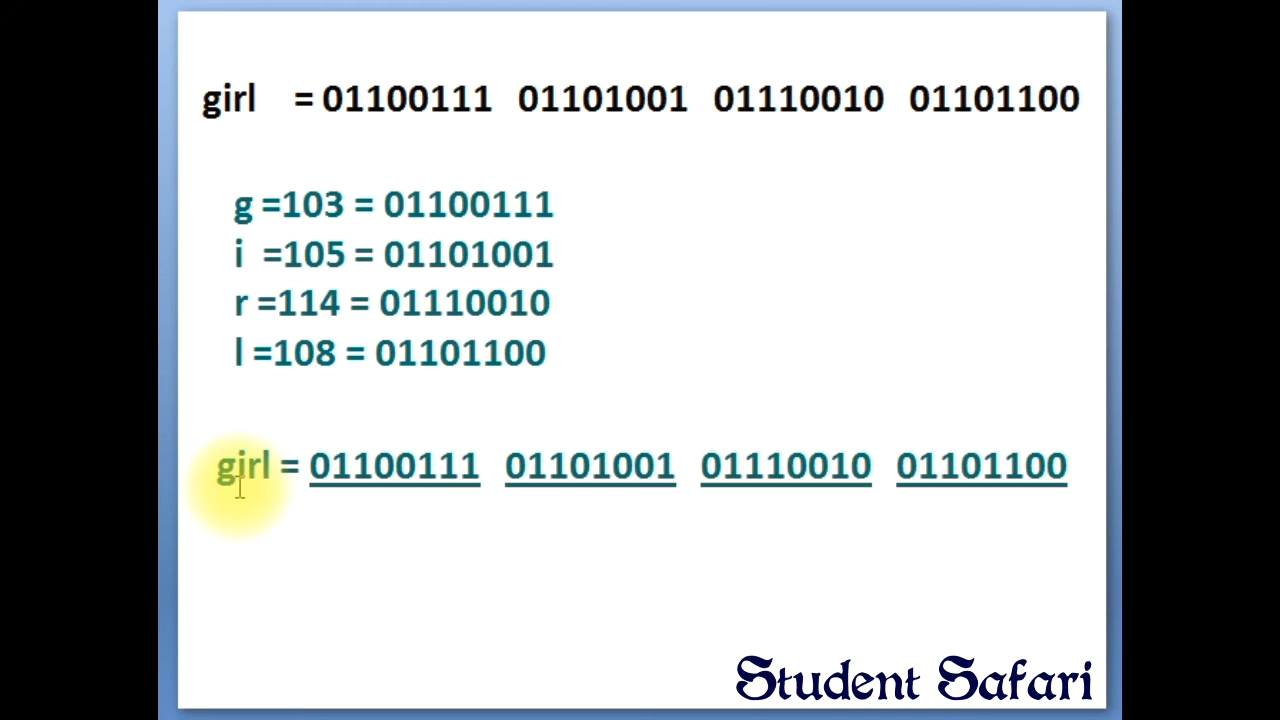 girl = 01100111 01101001 01110010 01101100
g =103 = 01100111
i =105 = 01101001
r =114 = 01110010
l =108 = 01101100
girl = 01100111 01101001 01110010 01101100
Student Safari